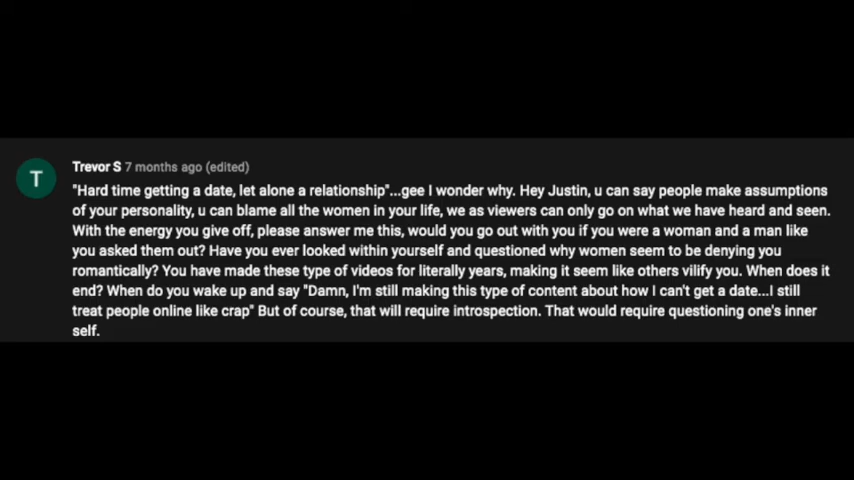 T
Trevor S 7 months ago (edited)
"Hard time getting a date, let alone a relationship"...gee I wonder why. Hey Justin, u can say people make assumptions
of your personality, u can blame all the women in your life, we as viewers can only go on what we have heard and seen.
With the energy you give off, please answer me this, would you go out with you if you were a woman and a man like
you asked them out? Have you ever looked within yourself and questioned why women seem to be denying you
romantically? You have made these type of videos for literally years, making it seem like others vilify you. When does it
end? When do you wake up and say "Damn, I'm still making this type of content about how I can't get a date...I still
treat people online like crap" But of course, that will require introspection. That would require questioning one's inner
self.